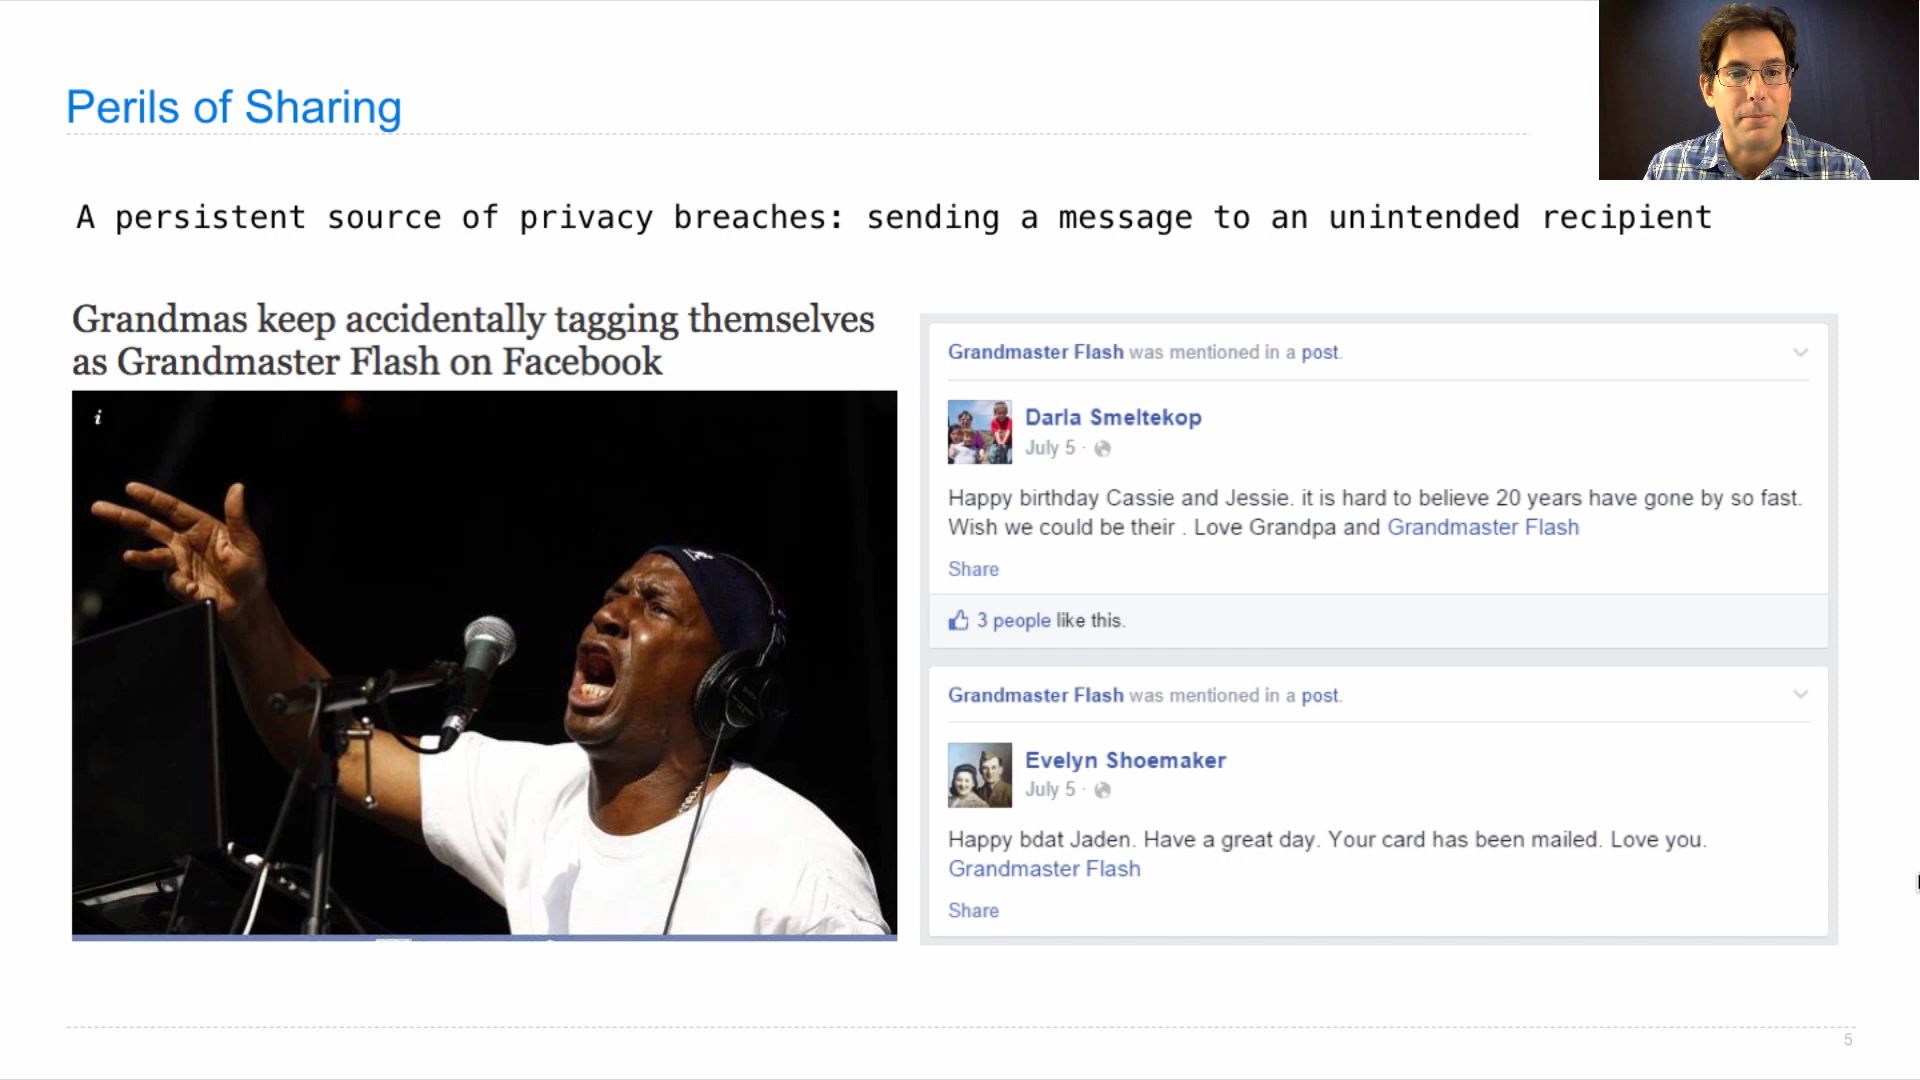 Perils of Sharing
A persistent source of privacy breaches: sending a message to an unintended recipient
Grandmas keep accidentally tagging themselves
as Grandmaster Flash on Facebook
i
Grandmaster Flash was mentioned in a post.
Darla Smeltekop
July 5 ·
Happy birthday Cassie and Jessie. it is hard to believe 20 years have gone by so fast.
Wish we could be their . Love Grandpa and Grandmaster Flash
Share
3 people like this.
Grandmaster Flash was mentioned in a post.
Evelyn Shoemaker
July 5 ·
Happy bdat Jaden. Have a great day. Your card has been mailed. Love you.
Grandmaster Flash
Share
5